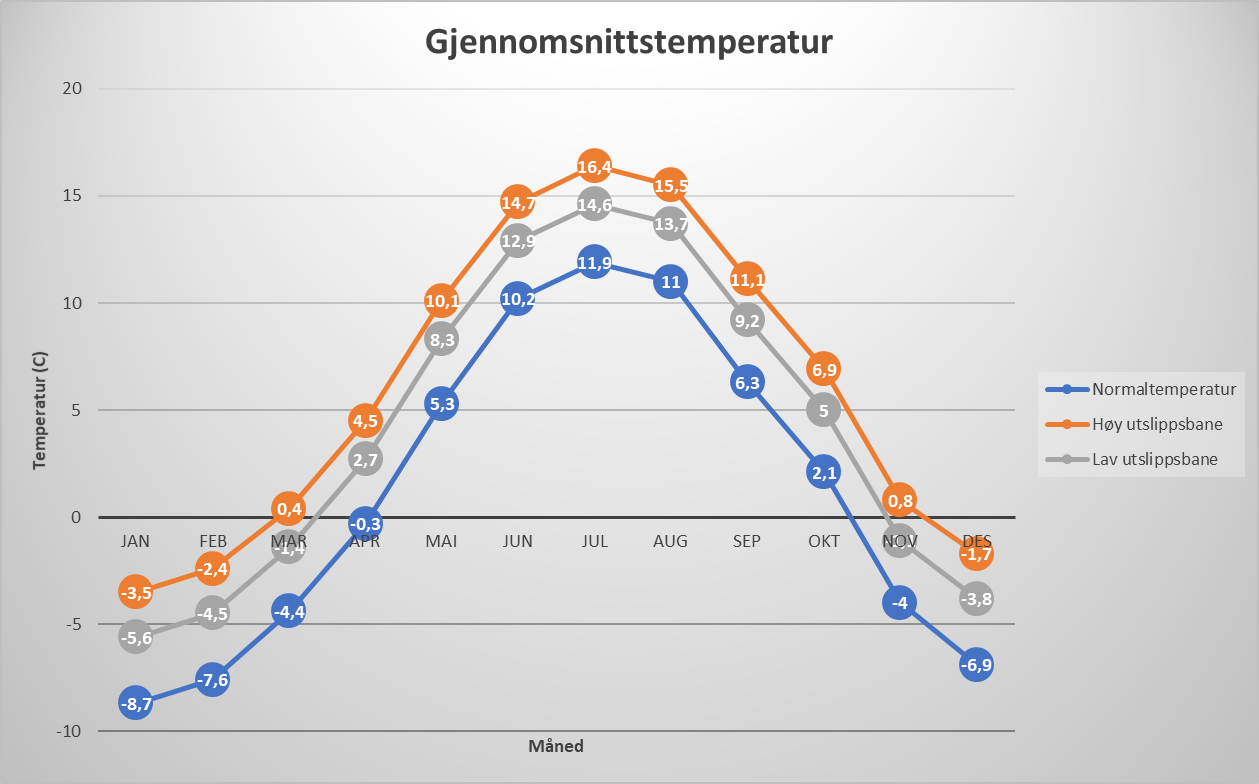 Gjennomsnittstemperatur
20
15
10
5
0
-5
-10
Temperatur (C)
JAN FEB MAR APR MAI JUN JUL AUG SEP OKT NOV DES
Måned
16,4
14,7 15,5
14,6
12,9 13,7
11,9
10,1 10,2 11 11,1
8,3 9,2
6,9
5,3 6,3
4,5 5
2,7 2,1
0,4 0,8
-0,3
-1,4 -1,7
-3,5 -2,4
-4,5 -4,4 -4 -3,8
-5,6
-8,7 -7,6 -6,9
Normaltemperatur
Høy utslippsbane
Lav utslippsbane